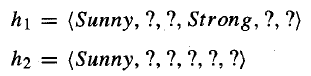 h₁ = ⟨Sunny, ?, ?, Strong, ?, ?⟩
h₂ = ⟨Sunny, ?, ?, ?, ?, ?⟩